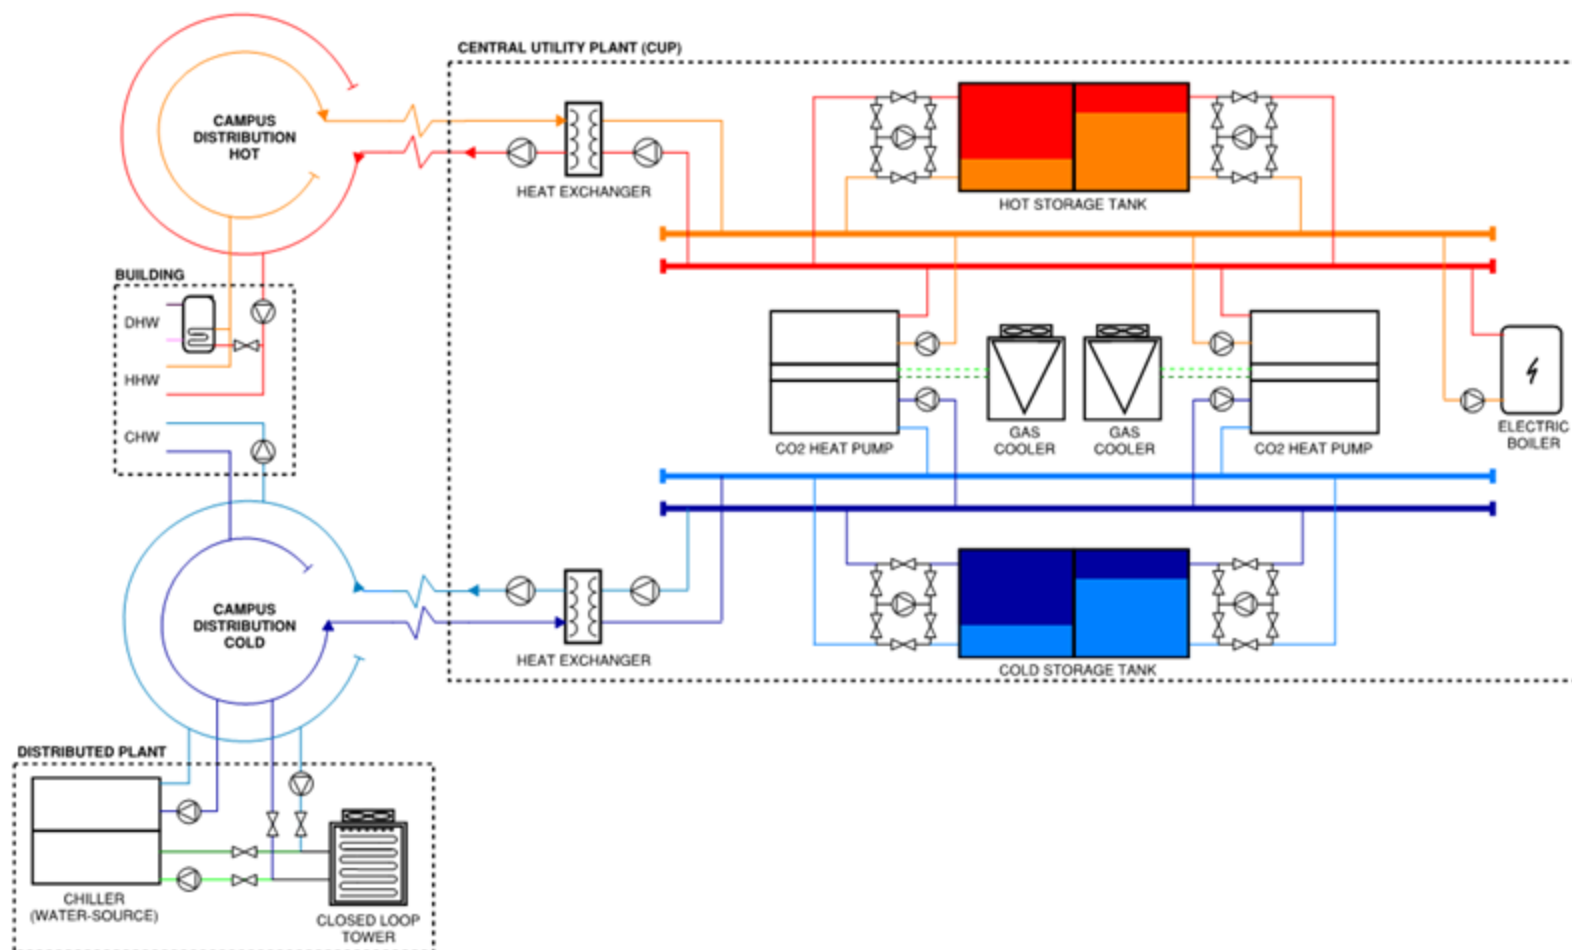 CENTRAL UTILITY PLANT (CUP)
CAMPUS
DISTRIBUTION
HOT
HEAT EXCHANGER
HOT STORAGE TANK
BUILDING
DHW
HHW
CHW
CO2 HEAT PUMP
GAS
COOLER
GAS
COOLER
CO2 HEAT PUMP
ELECTRIC
BOILER
CAMPUS
DISTRIBUTION
COLD
HEAT EXCHANGER
COLD STORAGE TANK
DISTRIBUTED PLANT
CHILLER
(WATER-SOURCE)
CLOSED LOOP
TOWER